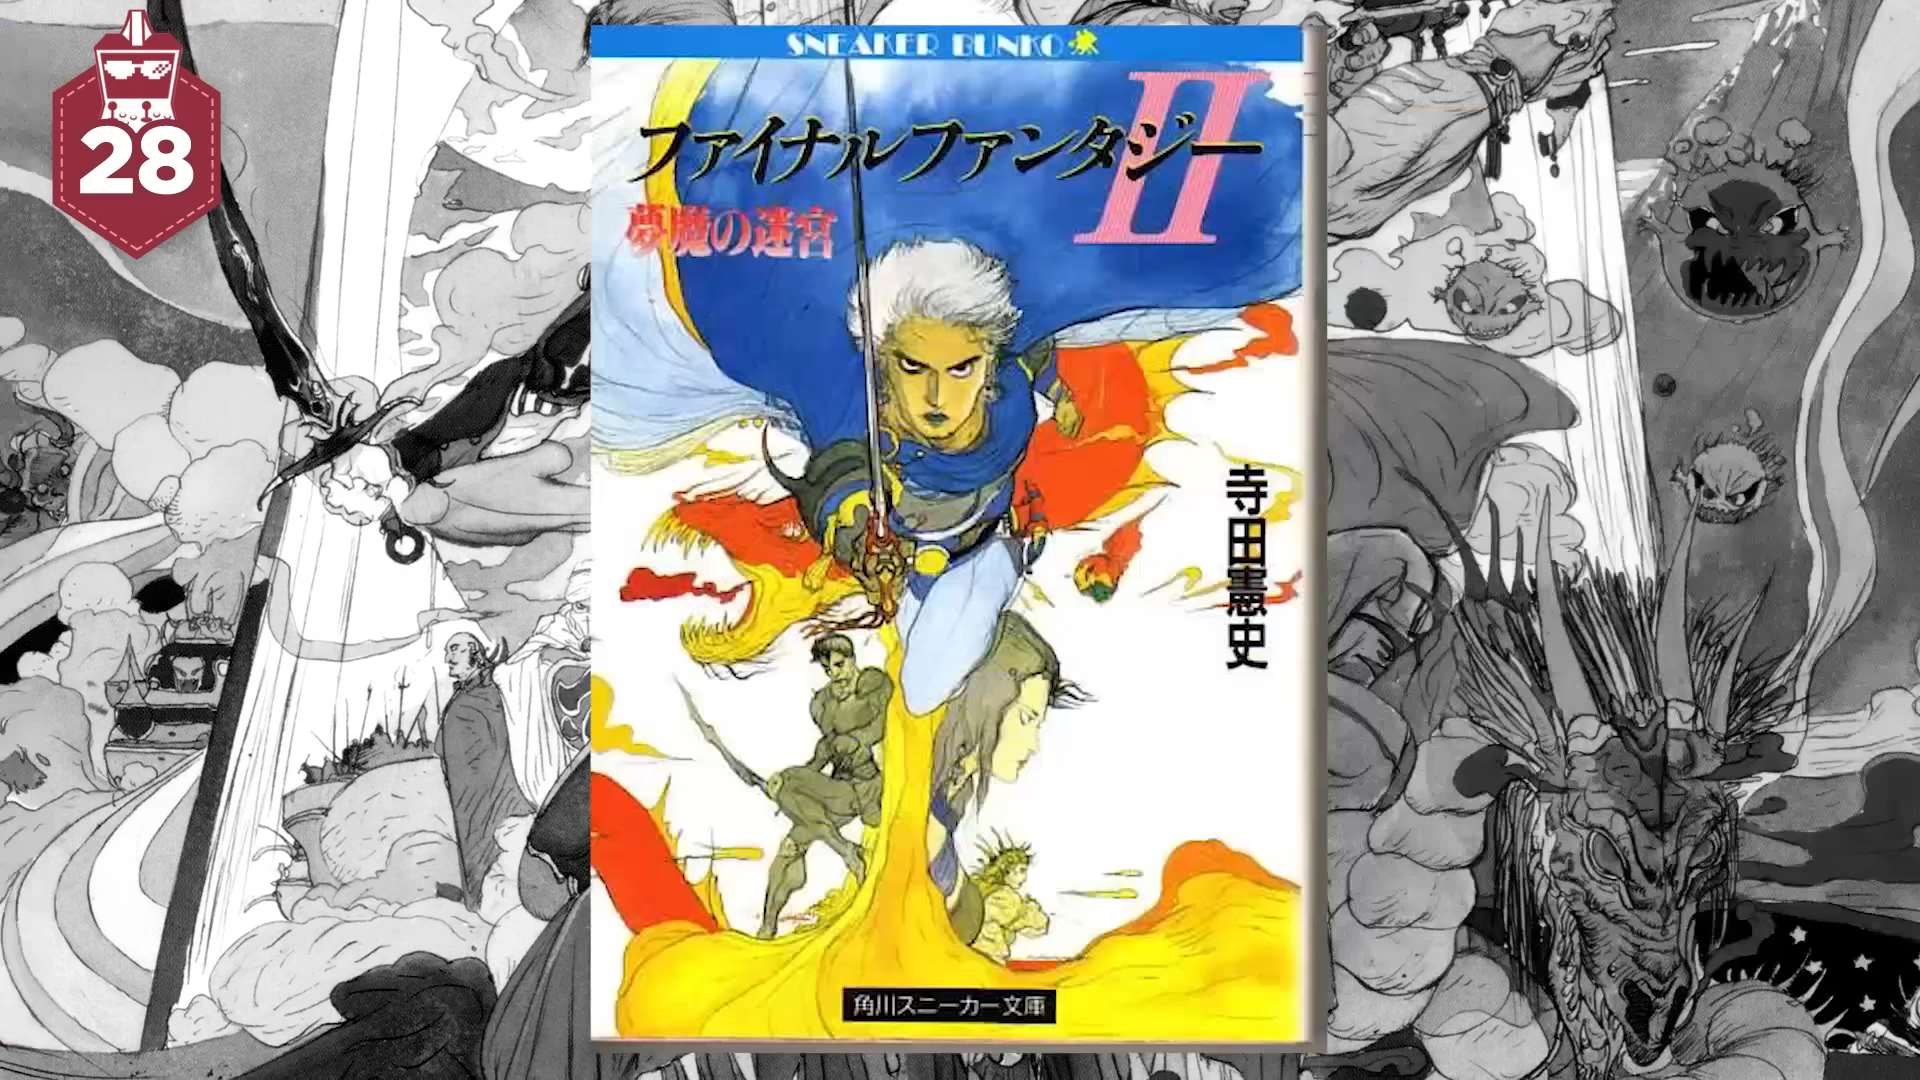 28
SNEAKER BUNKO
II
ファイナルファンタジー
夢魔の迷宮
寺田憲史
角川スニーカー文庫